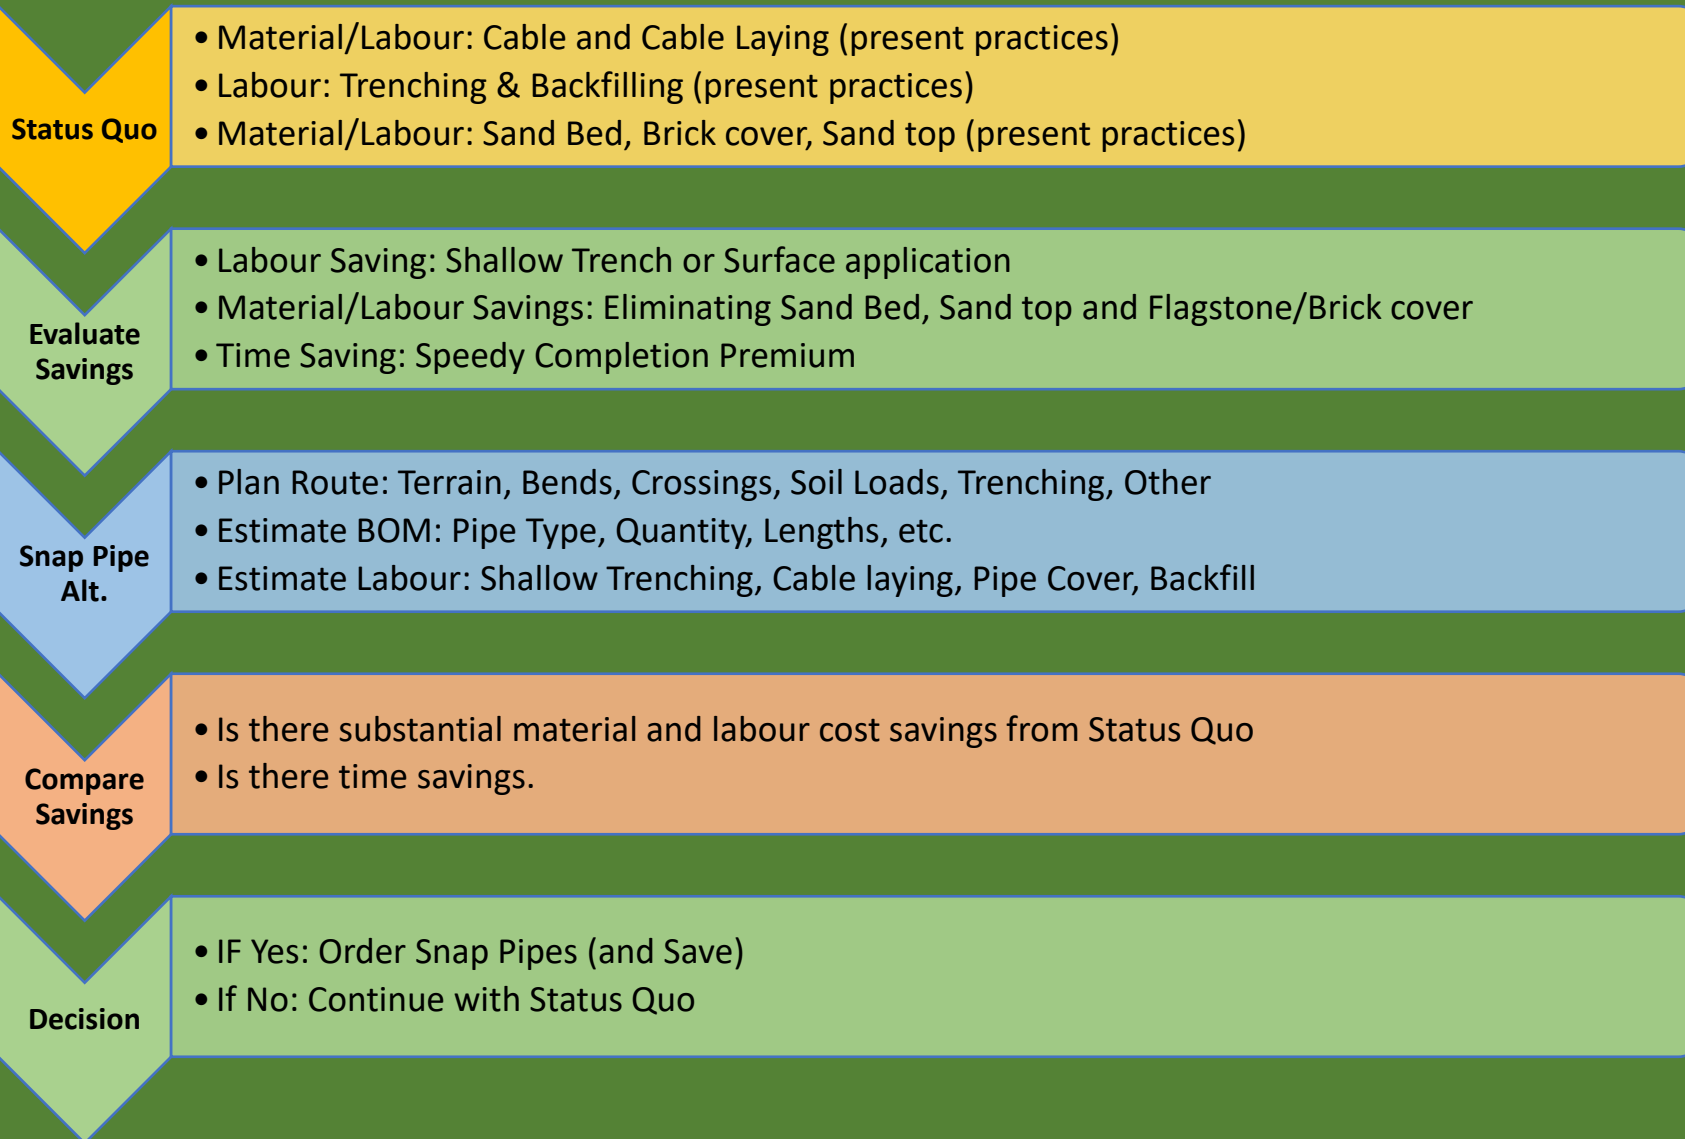 Status Quo
• Material/Labour: Cable and Cable Laying (present practices)
• Labour: Trenching & Backfilling (present practices)
• Material/Labour: Sand Bed, Brick cover, Sand top (present practices)
Evaluate
Savings
• Labour Saving: Shallow Trench or Surface application
• Material/Labour Savings: Eliminating Sand Bed, Sand top and Flagstone/Brick cover
• Time Saving: Speedy Completion Premium
Snap Pipe
Alt.
• Plan Route: Terrain, Bends, Crossings, Soil Loads, Trenching, Other
• Estimate BOM: Pipe Type, Quantity, Lengths, etc.
• Estimate Labour: Shallow Trenching, Cable laying, Pipe Cover, Backfill
Compare
Savings
• Is there substantial material and labour cost savings from Status Quo
• Is there time savings.
Decision
• IF Yes: Order Snap Pipes (and Save)
• If No: Continue with Status Quo